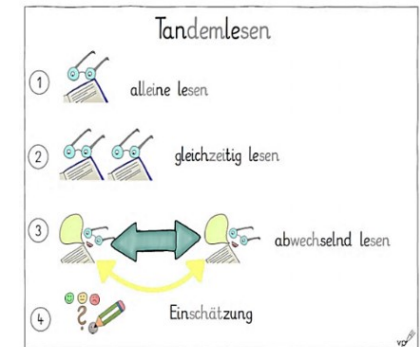 Tandemlesen
1 alleine lesen
2 gleichzeitig lesen
3 abwechselnd lesen
4 Einschätzung